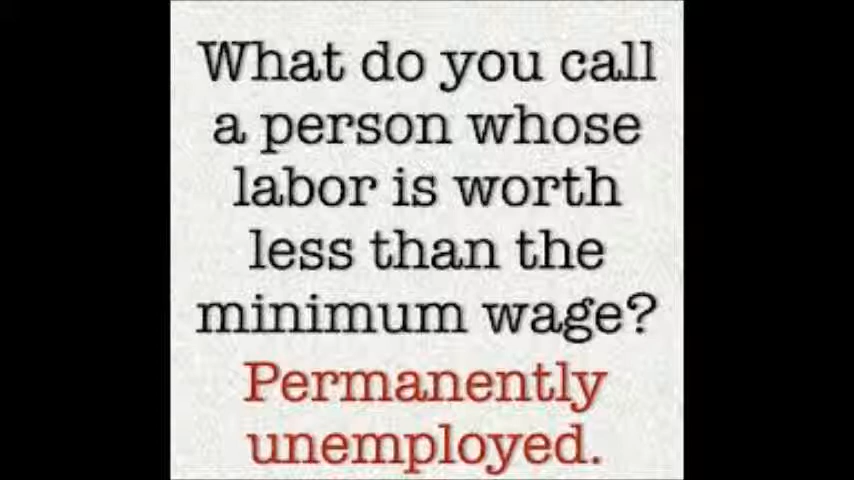 What do you call
a person whose
labor is worth
less than the
minimum wage?
Permanently
unemployed.